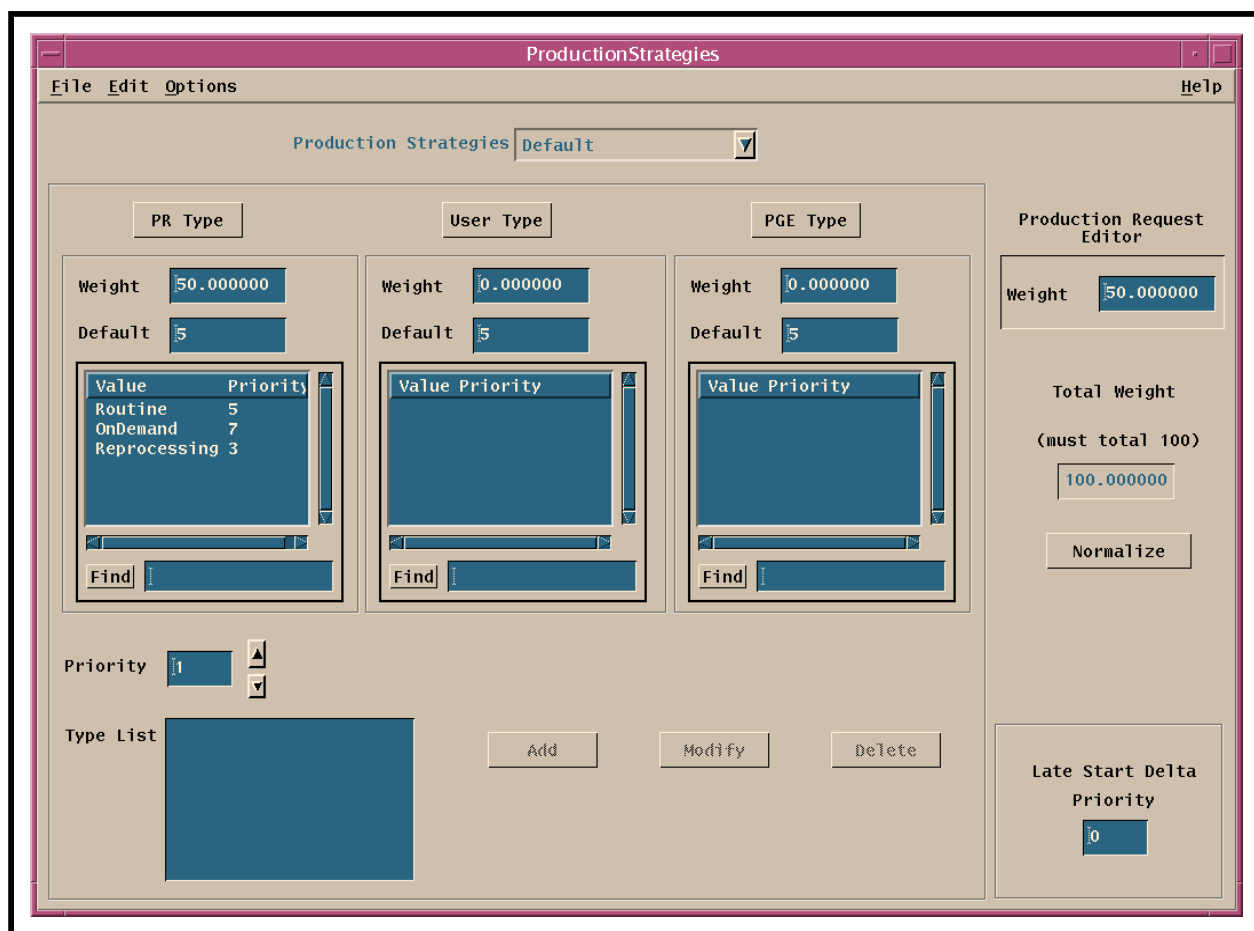 ProductionStrategies
File Edit Options Help
Production Strategies Default
PR Type User Type PGE Type
Production Request
Editor
Weight 50.000000 Weight 0.000000 Weight 0.000000 Weight 50.000000
Default 5 Default 5 Default 5
Value Priority Value Priority Value Priority
Routine 5
OnDemand 7
Reprocessing 3
Total Weight
(must total 100)
100.000000
Normalize
Find Find Find
Priority 1
Type List Add Modify Delete
Late Start Delta
Priority
0